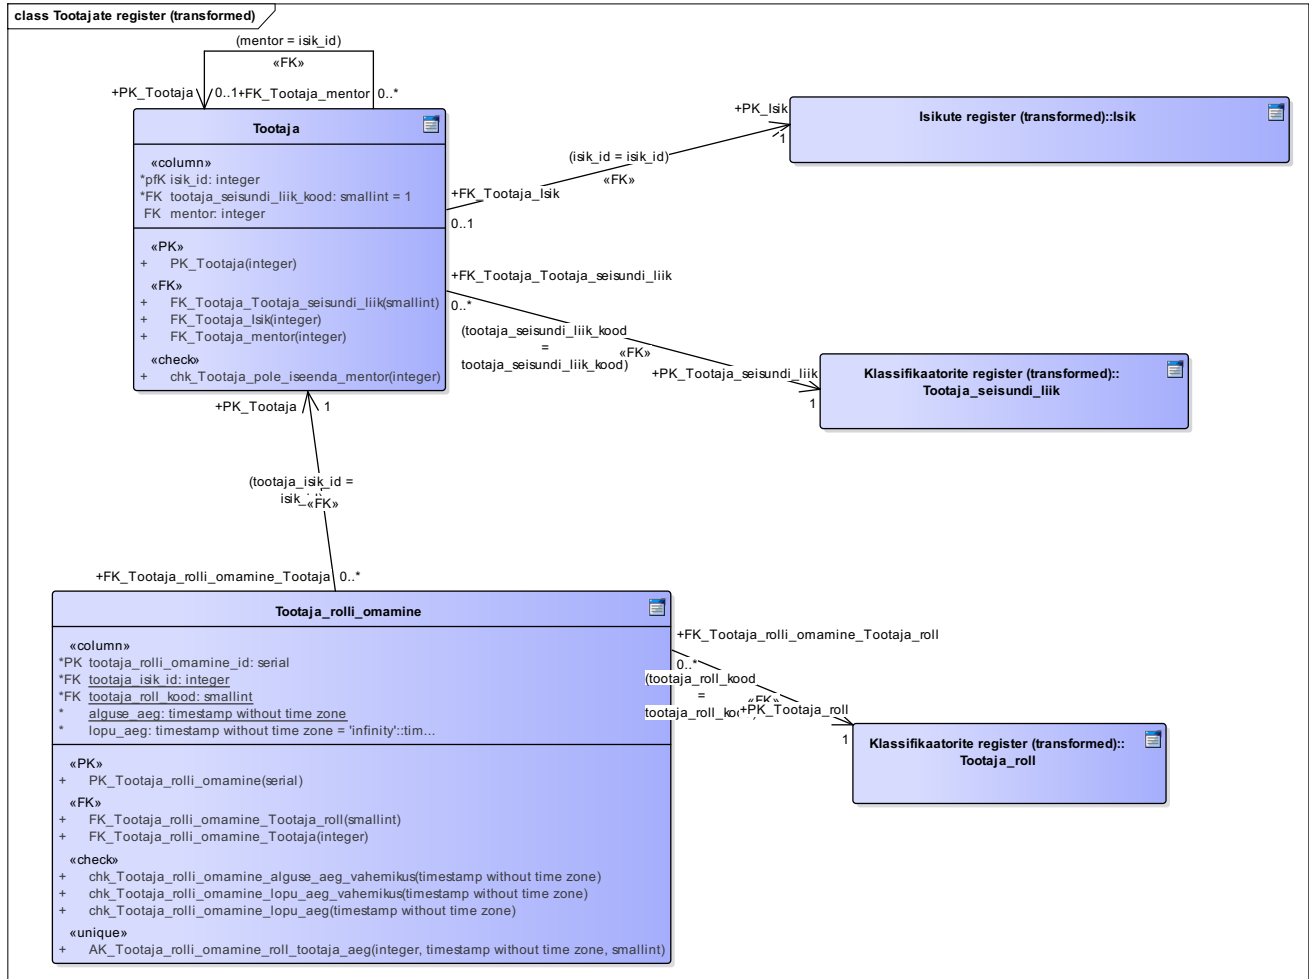 class Tootajate register (transformed)
(mentor = isik_id)
«FK»
+PK_Tootaja
0..1
+FK_Tootaja_mentor
0..*
Tootaja
«column»
*pfK isik_id: integer
*FK tootaja_seisundi_liik_kood: smallint = 1
FK mentor: integer
«PK»
+ PK_Tootaja(integer)
«FK»
+ FK_Tootaja_Tootaja_seisundi_liik(smallint)
+ FK_Tootaja_Isik(integer)
+ FK_Tootaja_mentor(integer)
«check»
+ chk_Tootaja_pole_iseenda_mentor(integer)
+PK_Isik
1
Isikute register (transformed)::Isik
(isik_id = isik_id)
«FK»
+FK_Tootaja_Isik
0..1
+FK_Tootaja_Tootaja_seisundi_liik
0..*
(tootaja_seisundi_liik_kood
=
tootaja_seisundi_liik_kood)
«FK»
+PK_Tootaja_seisundi_liik
1
Klassifikaatorite register (transformed)::
Tootaja_seisundi_liik
+PK_Tootaja
1
(tootaja_isik_id =
«FK»
+FK_Tootaja_rolli_omamine_Tootaja
0..*
Tootaja_rolli_omamine
«column»
*PK tootaja_rolli_omamine_id: serial
*FK tootaja_isik_id: integer
*FK tootaja_roll_kood: smallint
* alguse_aeg: timestamp without time zone
* lopu_aeg: timestamp without time zone = 'infinity'::tim...
«PK»
+ PK_Tootaja_rolli_omamine(serial)
«FK»
+ FK_Tootaja_rolli_omamine_Tootaja_roll(smallint)
+ FK_Tootaja_rolli_omamine_Tootaja(integer)
«check»
+ chk_Tootaja_rolli_omamine_alguse_aeg_vahemikus(timestamp without time zone)
+ chk_Tootaja_rolli_omamine_lopu_aeg_vahemikus(timestamp without time zone)
+ chk_Tootaja_rolli_omamine_lopu_aeg(timestamp without time zone)
«unique»
+ AK_Tootaja_rolli_omamine_roll_tootaja_aeg(integer, timestamp without time zone, smallint)
+FK_Tootaja_rolli_omamine_Tootaja_roll
0..*
(tootaja_roll_kood
=
«FK»
+PK_Tootaja_roll
1
Klassifikaatorite register (transformed)::
Tootaja_roll